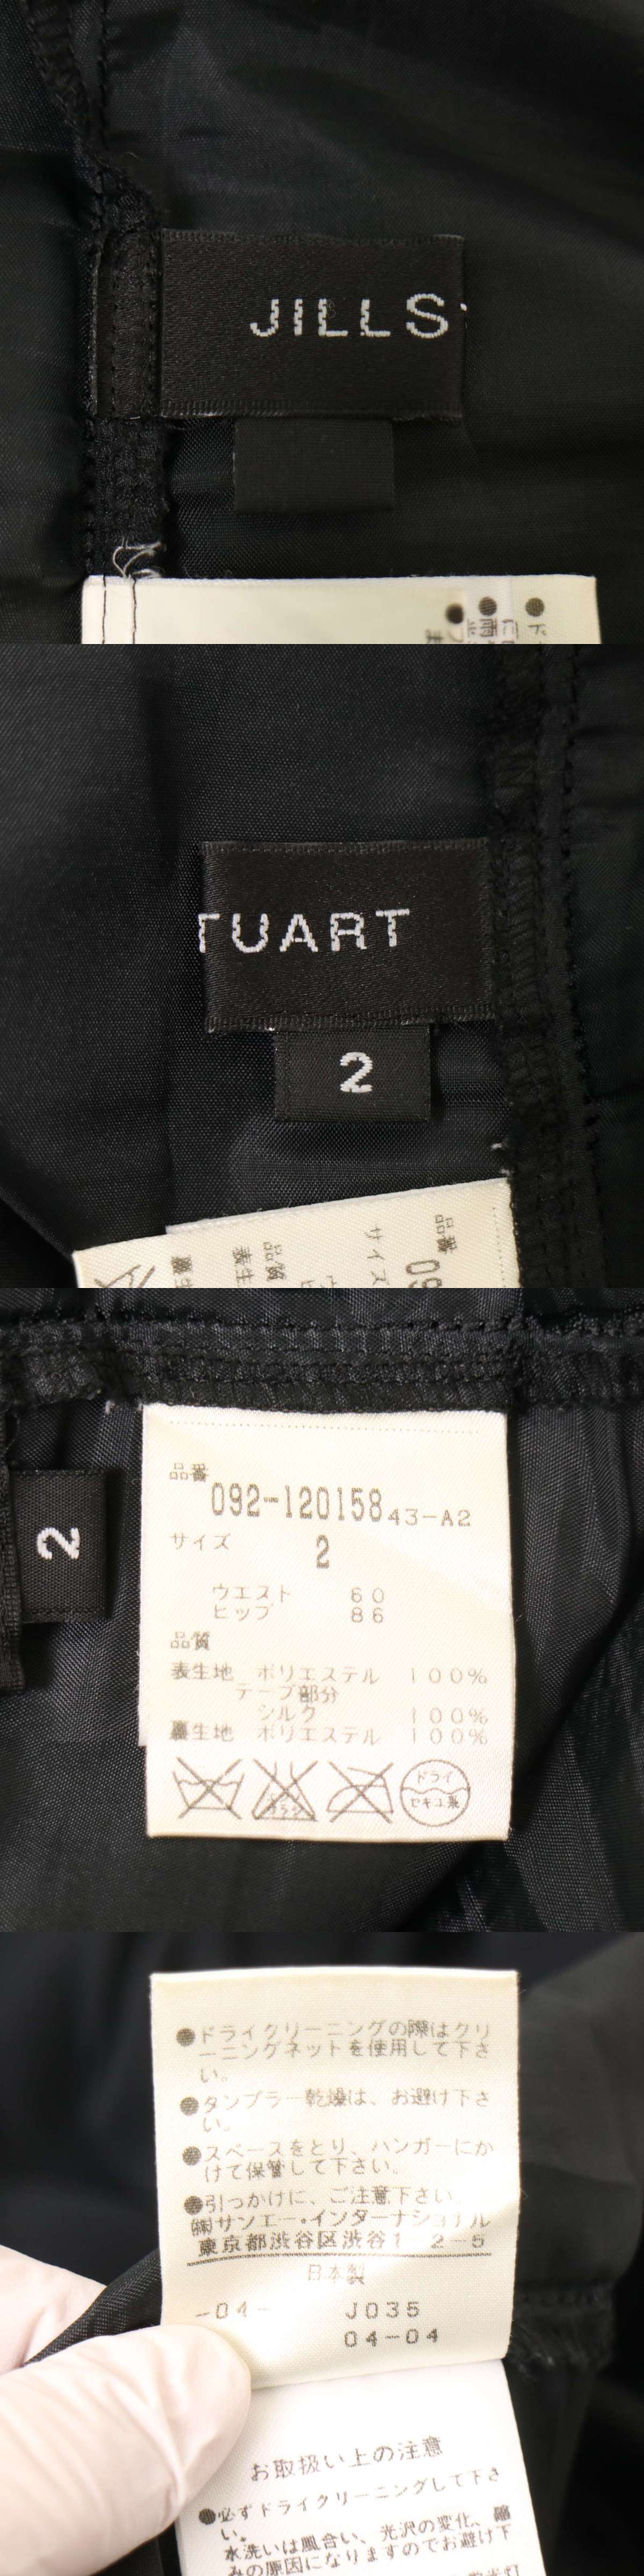 JILLS
TUART
2
サイズ
品番
品質
2
品番
092-120158 43-A2
サイズ
2
ウエスト 60
ヒップ 86
品質
表生地 ポリエステル 100%
テープ部分
シルク 100%
裏生地 ポリエステル 100%
ドライ
セキユ系
●ドライクリーニングの際はクリ
ーニングネットを使用して下さ
い。
●タンブラー乾燥は、お避け下さ
い。
●スペースをとり、ハンガーにか
けて保管して下さい。
●引っかけに、ご注意下さい。
㈱サンエー・インターナショナル
東京都渋谷区渋谷1 2-5
日本製
-04- J035
04-04
お取扱い上の注意
●必ずドライクリーニングして下さ
い。
水洗いは風合い、光沢の変化、縮
みの原因になりますのでお避け下